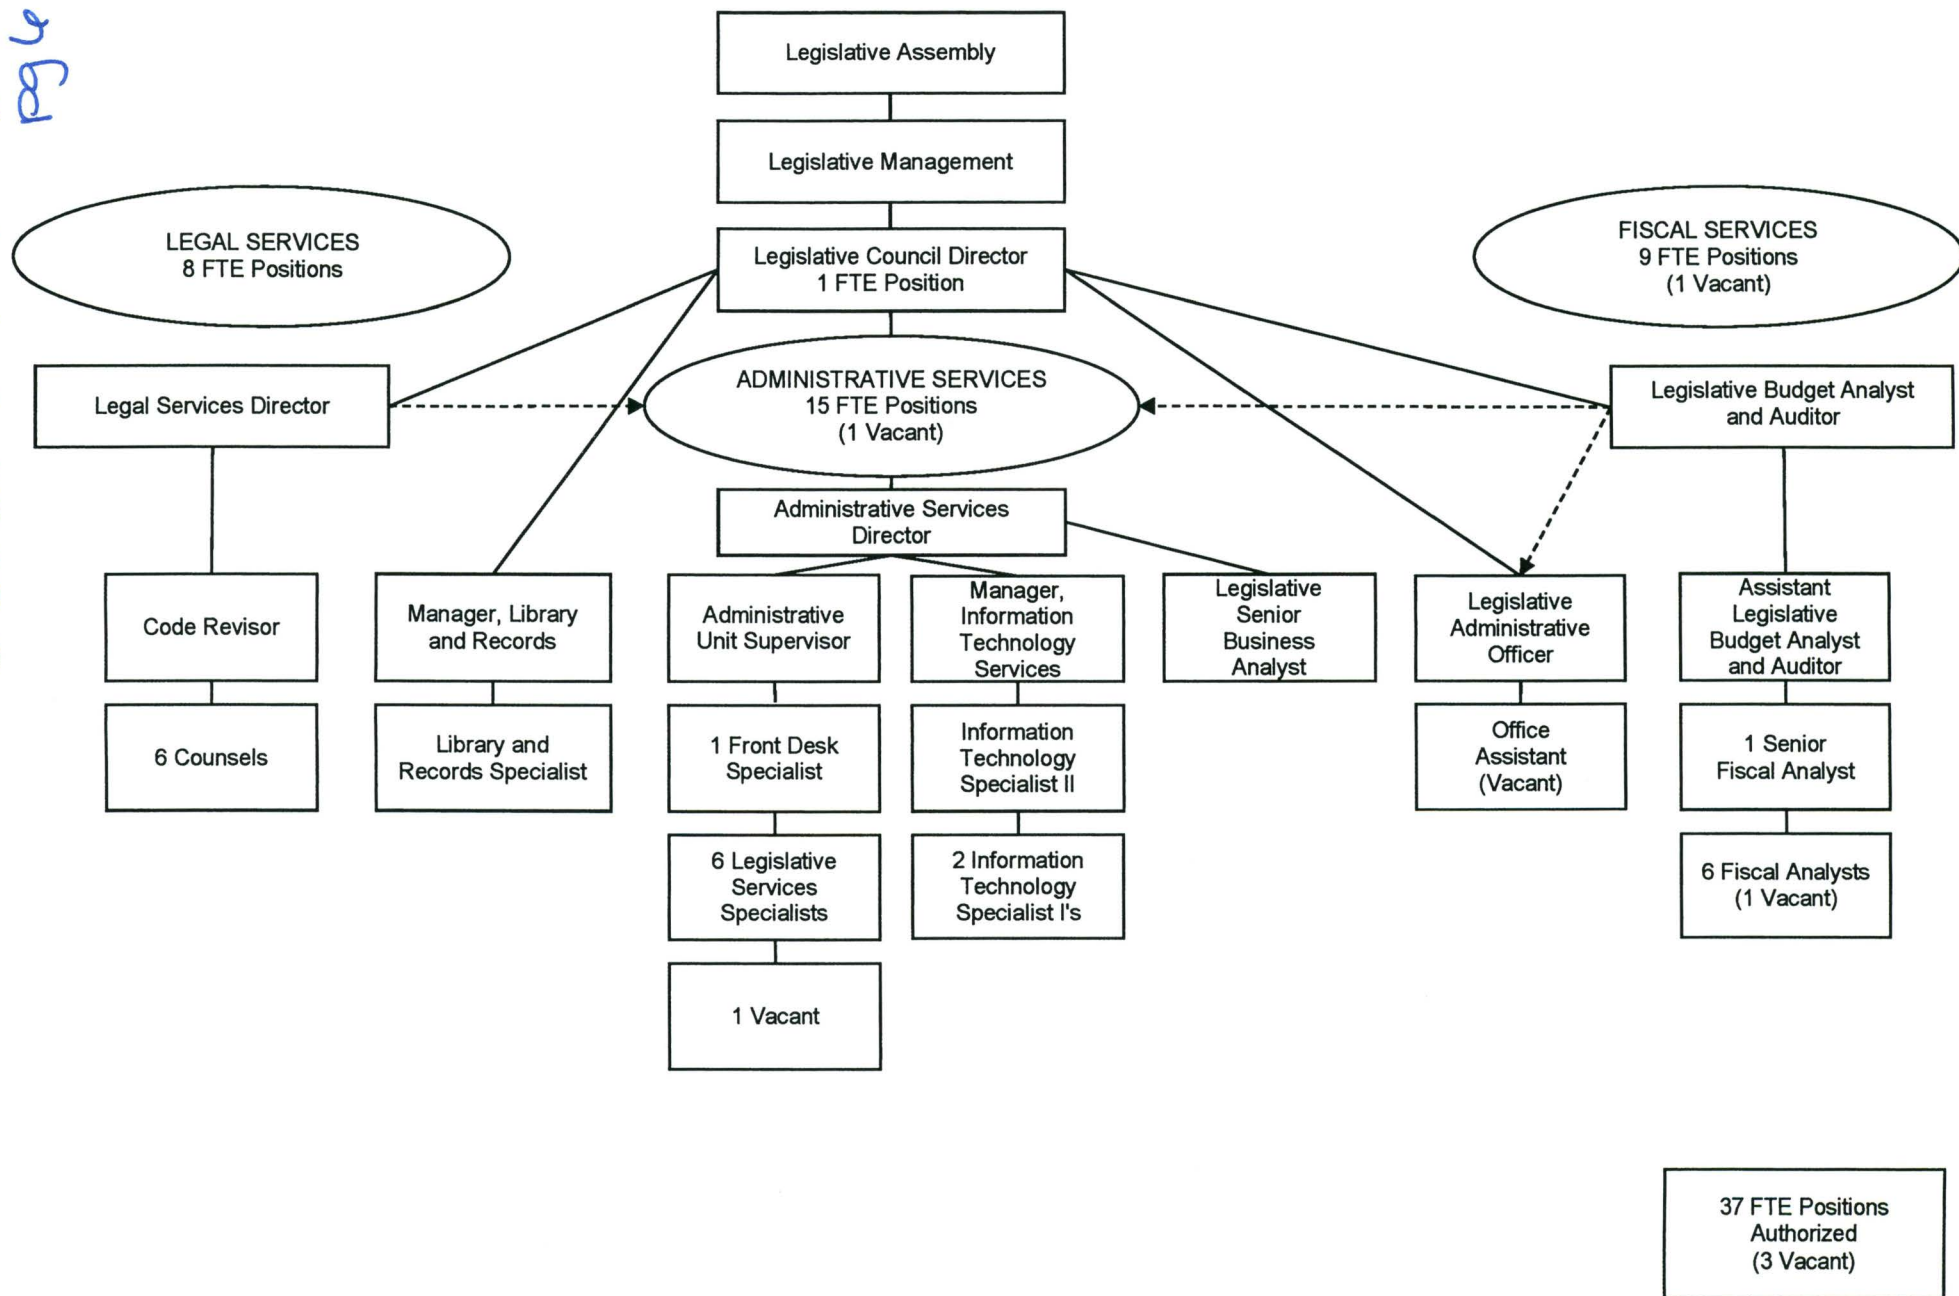 pg 6
Legislative Assembly
Legislative Management
LEGAL SERVICES
8 FTE Positions
Legislative Council Director
1 FTE Position
FISCAL SERVICES
9 FTE Positions
(1 Vacant)
Legal Services Director
ADMINISTRATIVE SERVICES
15 FTE Positions
(1 Vacant)
Legislative Budget Analyst
and Auditor
Administrative Services
Director
Code Revisor
Manager, Library
and Records
Administrative
Unit Supervisor
Manager,
Information
Technology
Services
Legislative
Senior
Business
Analyst
Legislative
Administrative
Officer
Assistant
Legislative
Budget Analyst
and Auditor
6 Counsels
Library and
Records Specialist
1 Front Desk
Specialist
Information
Technology
Specialist II
Office
Assistant
(Vacant)
1 Senior
Fiscal Analyst
6 Legislative
Services
Specialists
2 Information
Technology
Specialist I's
6 Fiscal Analysts
(1 Vacant)
1 Vacant
37 FTE Positions
Authorized
(3 Vacant)